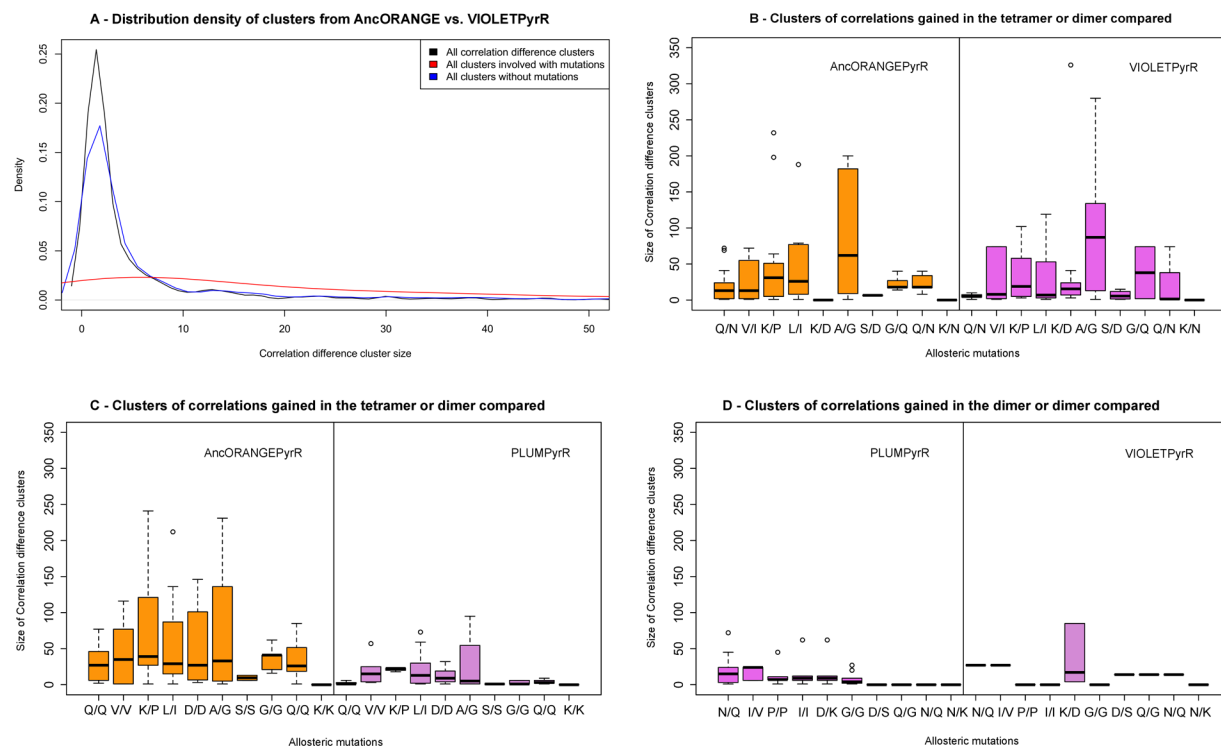 A - Distribution density of clusters from AncORANGE vs. VIOLETPyrR
All correlation difference clusters
All clusters involved with mutations
All clusters without mutations
Density
0.00 0.05 0.10 0.15 0.20 0.25
0 10 20 30 40 50
Correlation difference cluster size
B - Clusters of correlations gained in the tetramer or dimer compared
AncORANGEPyrR VIOLETPyrR
Size of Correlation difference clusters
350
300
250
200
150
100
50
0
Q/N V/I K/P L/I K/D A/G S/D G/Q Q/N K/N Q/N V/I K/P L/I K/D A/G S/D G/Q Q/N K/N
Allosteric mutations
C - Clusters of correlations gained in the tetramer or dimer compared
AncORANGEPyrR PLUMPyrR
Size of Correlation difference clusters
350
300
250
200
150
100
50
0
Q/Q V/V K/P L/I D/D A/G S/S G/G Q/Q K/K Q/Q V/V K/P L/I D/D A/G S/S G/G Q/Q K/K
Allosteric mutations
D - Clusters of correlations gained in the dimer or dimer compared
PLUMPyrR VIOLETPyrR
Size of Correlation difference clusters
350
300
250
200
150
100
50
0
N/Q I/V P/P I/I D/K G/G D/S Q/G N/Q N/K N/Q I/V P/P I/I K/D G/G D/S Q/G N/Q N/K
Allosteric mutations